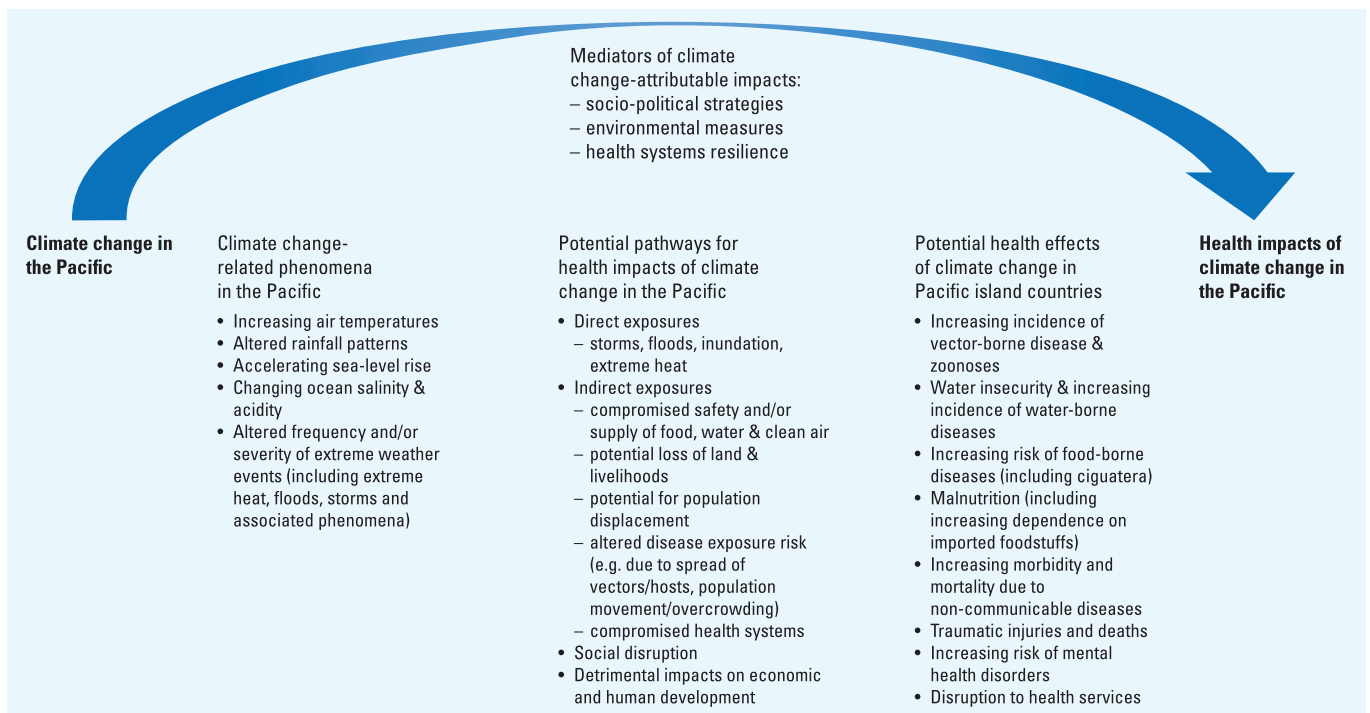 Mediators of climate
change-attributable impacts:
– socio-political strategies
– environmental measures
– health systems resilience
Climate change in
the Pacific
Climate change-
related phenomena
in the Pacific
• Increasing air temperatures
• Altered rainfall patterns
• Accelerating sea-level rise
• Changing ocean salinity &
acidity
• Altered frequency and/or
severity of extreme weather
events (including extreme
heat, floods, storms and
associated phenomena)
Potential pathways for
health impacts of climate
change in the Pacific
• Direct exposures
– storms, floods, inundation,
extreme heat
• Indirect exposures
– compromised safety and/or
supply of food, water & clean air
– potential loss of land &
livelihoods
– potential for population
displacement
– altered disease exposure risk
(e.g. due to spread of
vectors/hosts, population
movement/overcrowding)
– compromised health systems
• Social disruption
• Detrimental impacts on economic
and human development
Potential health effects
of climate change in
Pacific island countries
• Increasing incidence of
vector-borne disease &
zoonoses
• Water insecurity & increasing
incidence of water-borne
diseases
• Increasing risk of food-borne
diseases (including ciguatera)
• Malnutrition (including
increasing dependence on
imported foodstuffs)
• Increasing morbidity and
mortality due to
non-communicable diseases
• Traumatic injuries and deaths
• Increasing risk of mental
health disorders
• Disruption to health services
Health impacts of
climate change in
the Pacific